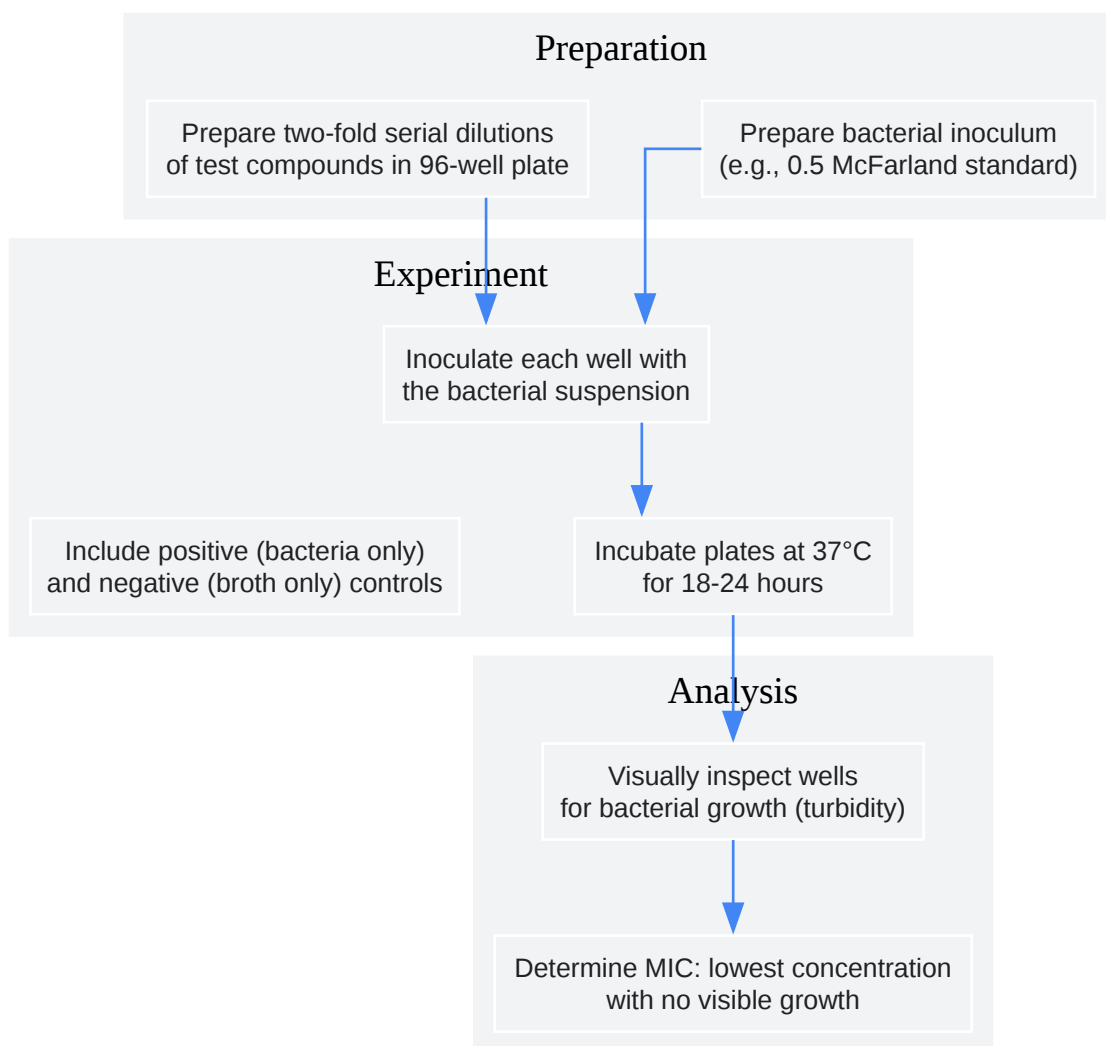 Preparation
Prepare two-fold serial dilutions
of test compounds in 96-well plate
Prepare bacterial inoculum
(e.g., 0.5 McFarland standard)
Experiment
Inoculate each well with
the bacterial suspension
Include positive (bacteria only)
and negative (broth only) controls
Incubate plates at 37°C
for 18-24 hours
Analysis
Visually inspect wells
for bacterial growth (turbidity)
Determine MIC: lowest concentration
with no visible growth